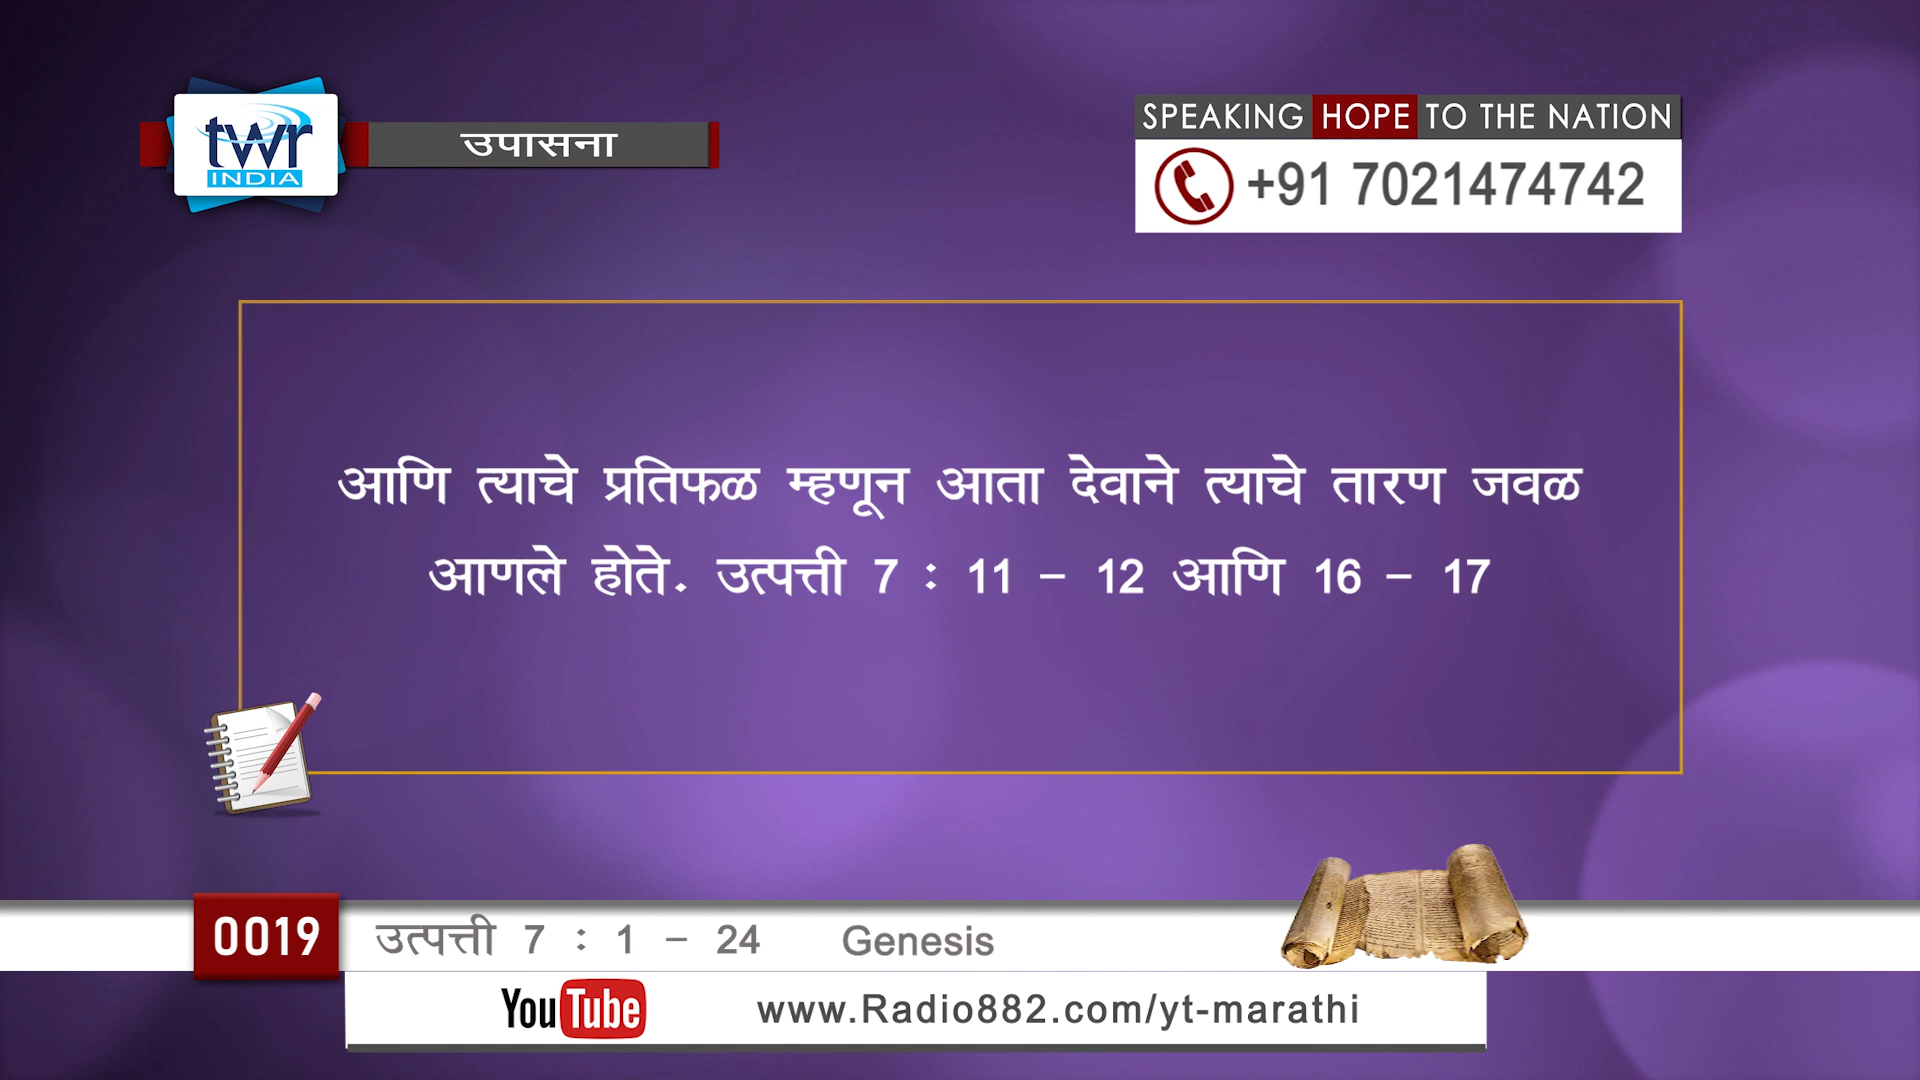 twr
INDIA
उपासना
SPEAKING HOPE TO THE NATION
+91 7021474742
आणि त्याचे प्रतिफळ म्हणून आता देवाने त्याचे तारण जवळ
आणले होते. उत्पत्ती 7 : 11 - 12 आणि 16 - 17
0019
उत्पत्ती 7 : 1 - 24 Genesis
YouTube
www.Radio882.com/yt-marathi